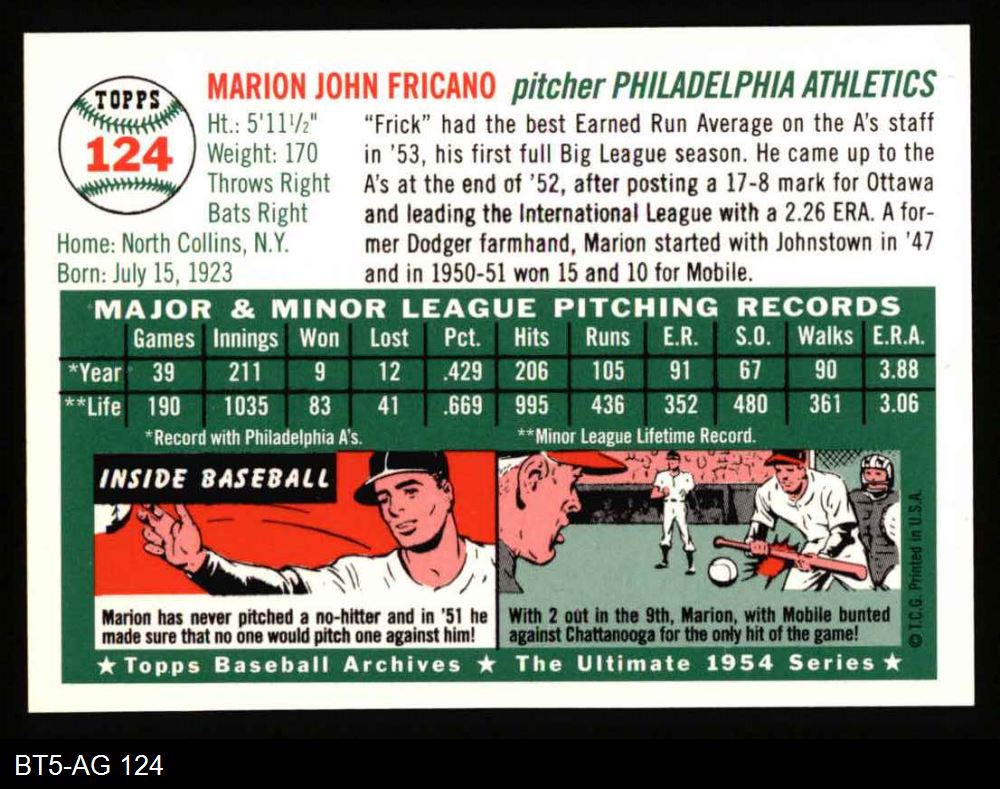 TOPPS
124
MARION JOHN FRICANO pitcher PHILADELPHIA ATHLETICS
Ht.: 5'11½"
Weight: 170
Throws Right
Bats Right
Home: North Collins, N.Y.
Born: July 15, 1923
"Frick" had the best Earned Run Average on the A's staff
in '53, his first full Big League season. He came up to the
A's at the end of '52, after posting a 17-8 mark for Ottawa
and leading the International League with a 2.26 ERA. A for-
mer Dodger farmhand, Marion started with Johnstown in '47
and in 1950-51 won 15 and 10 for Mobile.
MAJOR & MINOR LEAGUE PITCHING RECORDS
Games Innings Won Lost Pct. Hits Runs E.R. S.O. Walks E.R.A.
*Year 39 211 9 12 .429 206 105 91 67 90 3.88
**Life 190 1035 83 41 .669 995 436 352 480 361 3.06
*Record with Philadelphia A's. **Minor League Lifetime Record.
INSIDE BASEBALL
Marion has never pitched a no-hitter and in '51 he
made sure that no one would pitch one against him!
With 2 out in the 9th, Marion, with Mobile bunted
against Chattanooga for the only hit of the game!
© T.C.G. Printed in U.S.A.
★ Topps Baseball Archives ★ The Ultimate 1954 Series ★
BT5-AG 124